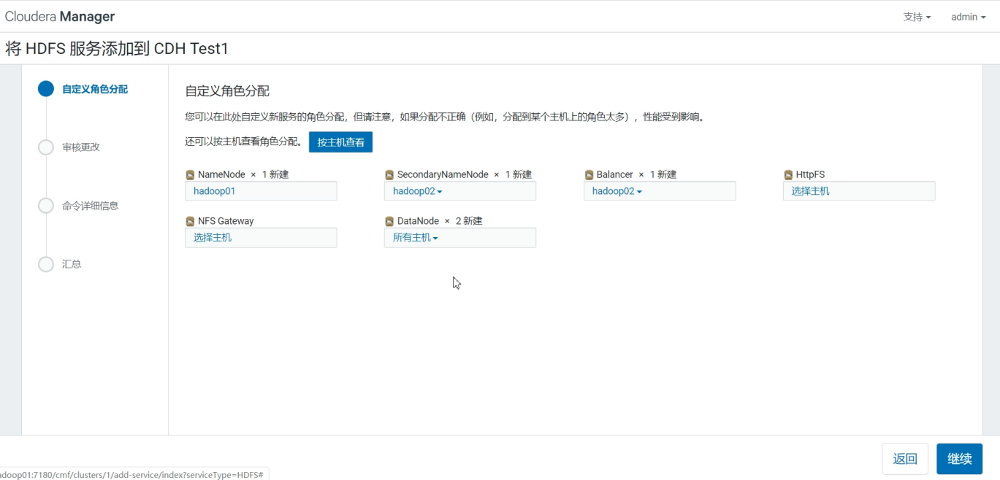 Cloudera Manager
支持 admin
将 HDFS 服务添加到 CDH Test1
自定义角色分配
审核更改
命令详细信息
汇总
自定义角色分配
您可以在此处自定义新服务的角色分配，但请注意，如果分配不正确（例如，分配到某个主机上的角色太多），性能受到影响。
还可以按主机查看角色分配。 按主机查看
NameNode × 1 新建 SecondaryNameNode × 1 新建 Balancer × 1 新建 HttpFS
hadoop01 hadoop02 hadoop02 选择主机
NFS Gateway DataNode × 2 新建
选择主机 所有主机
返回 继续
adoop01:7180/cmf/clusters/1/add-service/index?serviceType=HDFS#